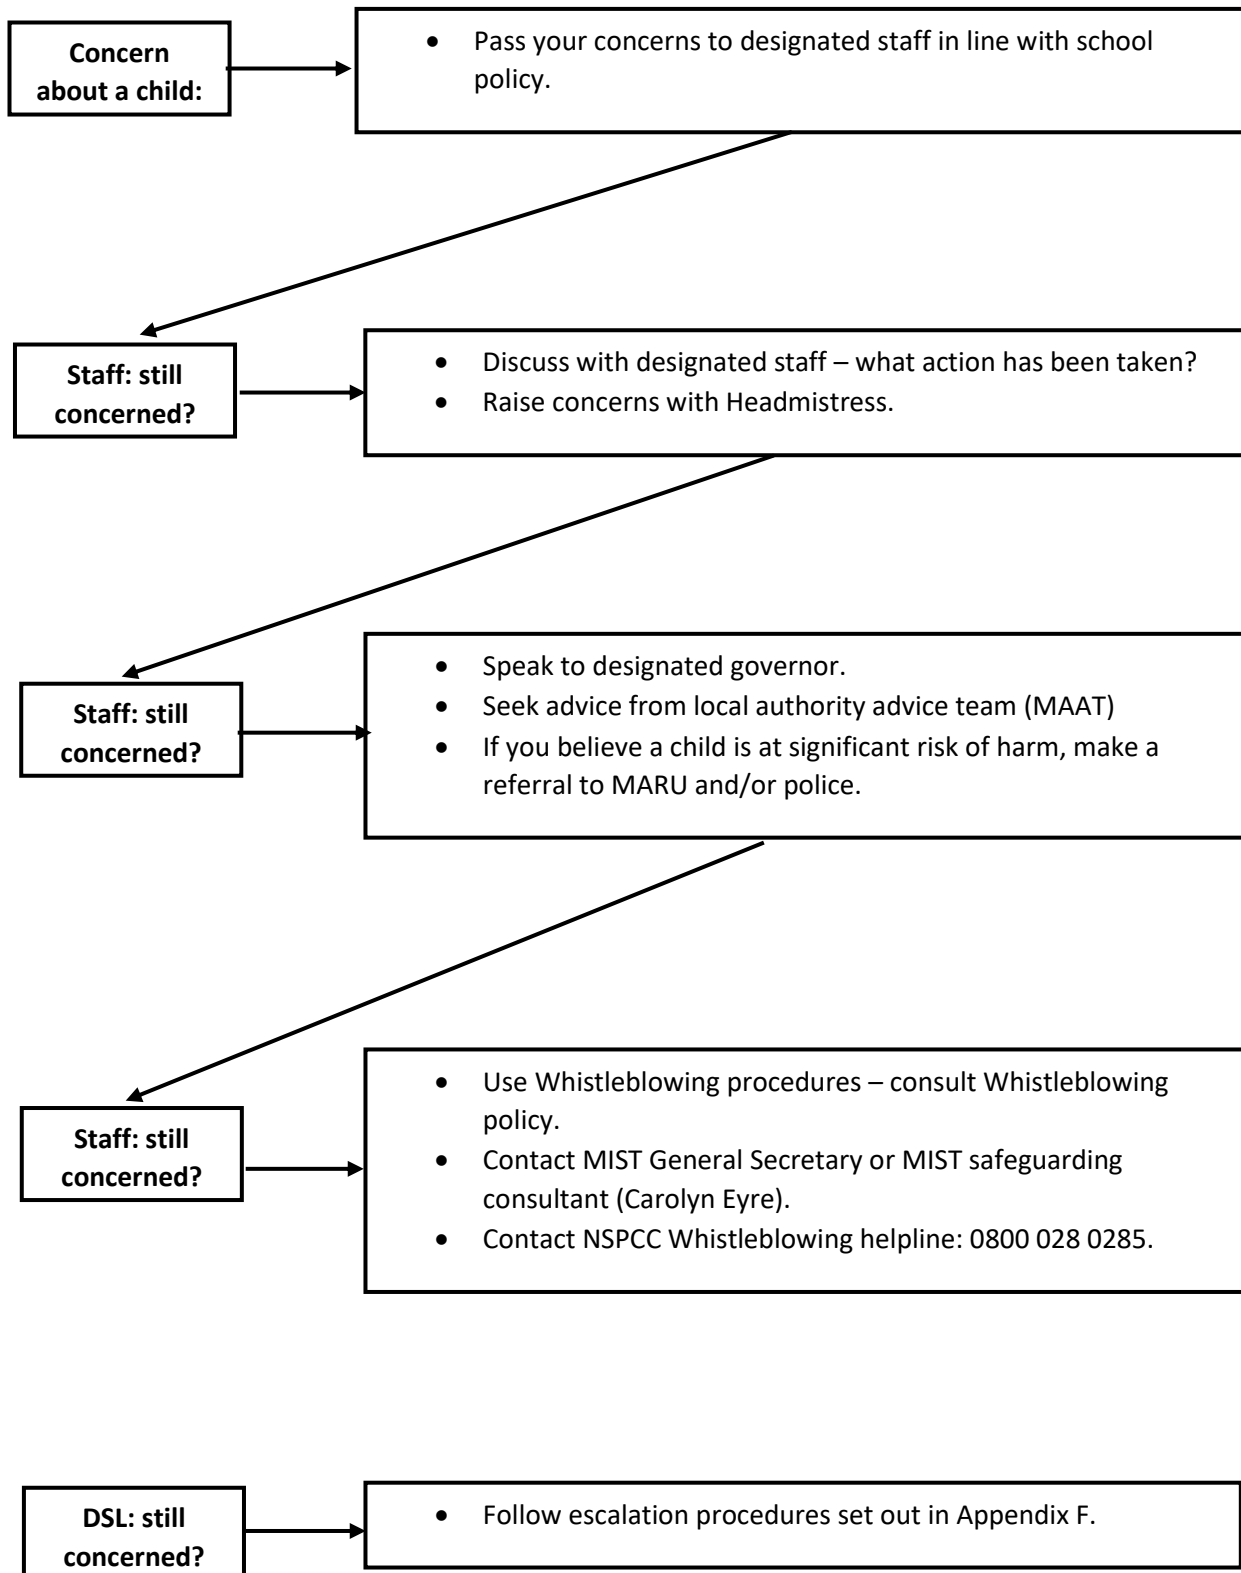 Concern
about a child:
• Pass your concerns to designated staff in line with school
policy.
Staff: still
concerned?
• Discuss with designated staff – what action has been taken?
• Raise concerns with Headmistress.
Staff: still
concerned?
• Speak to designated governor.
• Seek advice from local authority advice team (MAAT)
• If you believe a child is at significant risk of harm, make a
referral to MARU and/or police.
Staff: still
concerned?
• Use Whistleblowing procedures – consult Whistleblowing
policy.
• Contact MIST General Secretary or MIST safeguarding
consultant (Carolyn Eyre).
• Contact NSPCC Whistleblowing helpline: 0800 028 0285.
DSL: still
concerned?
• Follow escalation procedures set out in Appendix F.